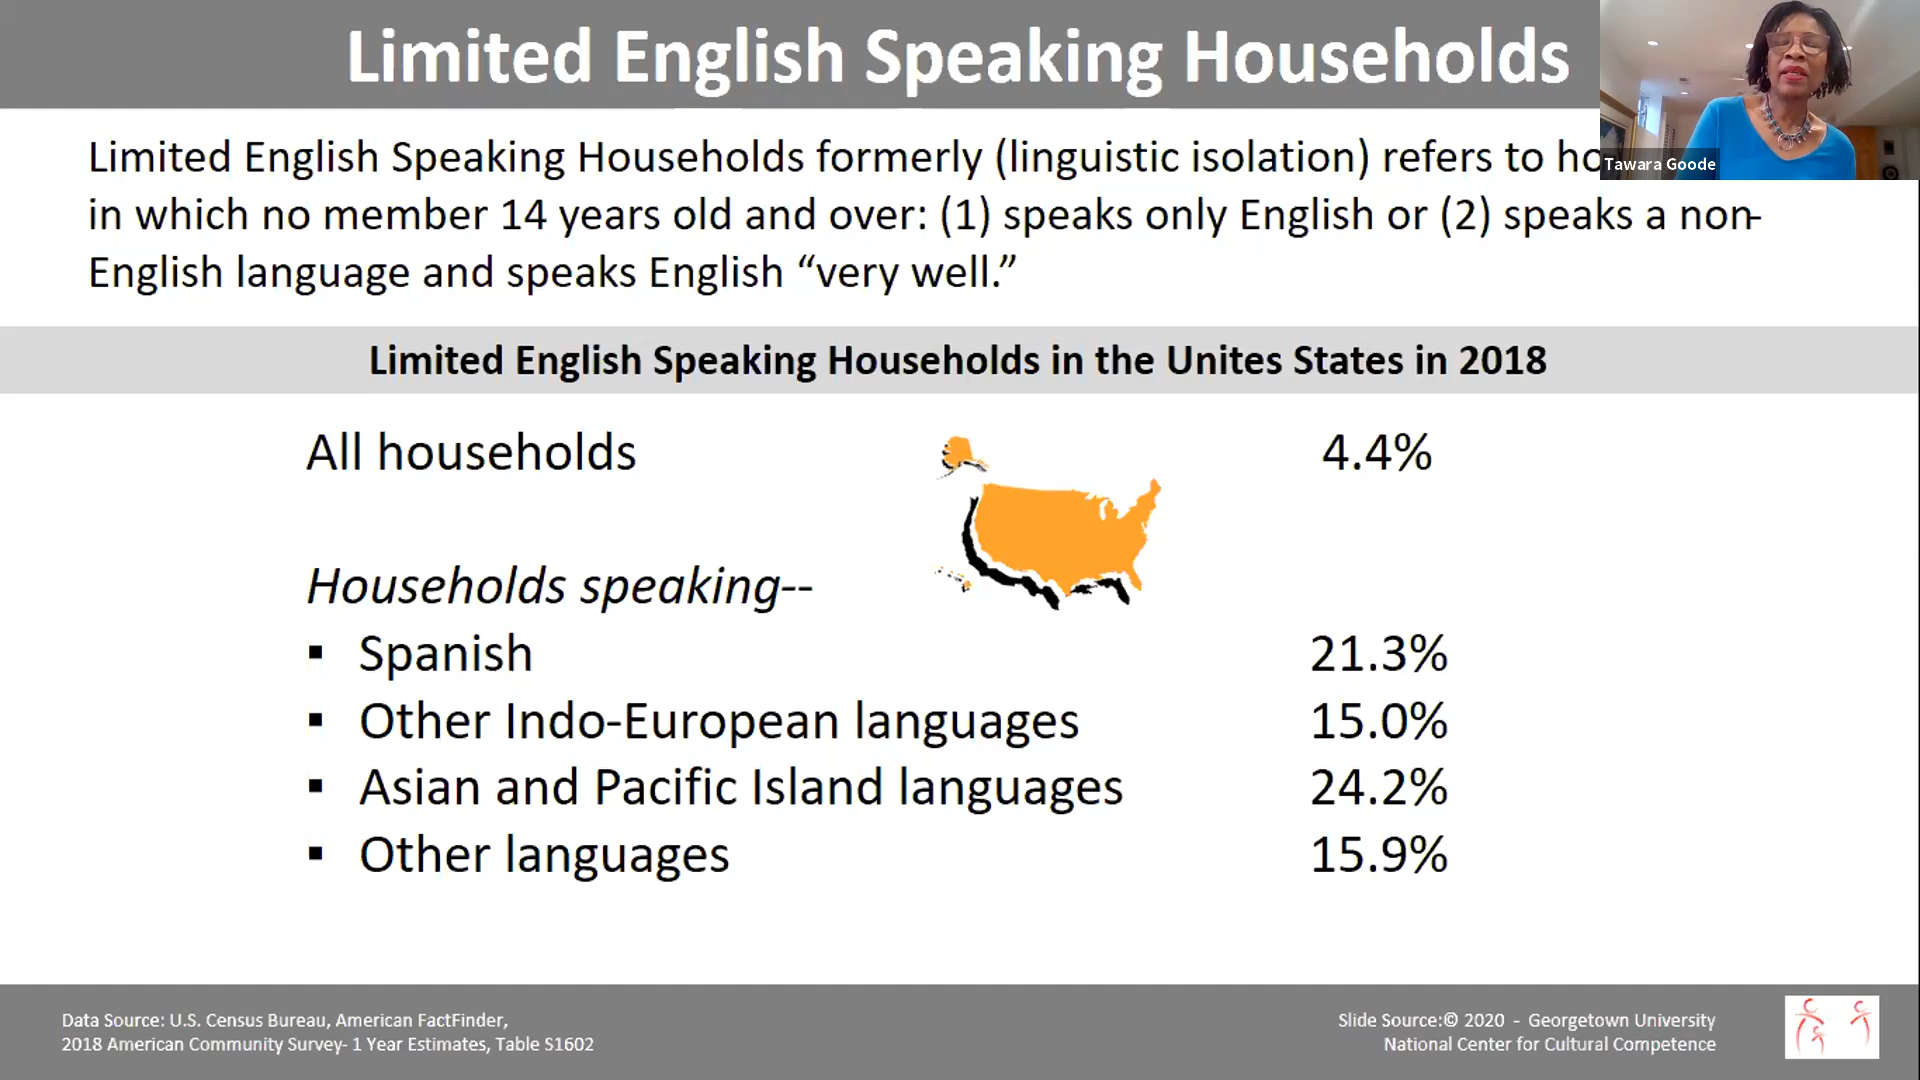 Limited English Speaking Households
Tawara Goode
Limited English Speaking Households formerly (linguistic isolation) refers to
in which no member 14 years old and over: (1) speaks only English or (2) speaks a non-
English language and speaks English “very well.”
Limited English Speaking Households in the Unites States in 2018
All households 4.4%
Households speaking--
▪ Spanish 21.3%
▪ Other Indo-European languages 15.0%
▪ Asian and Pacific Island languages 24.2%
▪ Other languages 15.9%
Data Source: U.S. Census Bureau, American FactFinder,
2018 American Community Survey- 1 Year Estimates, Table S1602
Slide Source:© 2020 - Georgetown University
National Center for Cultural Competence